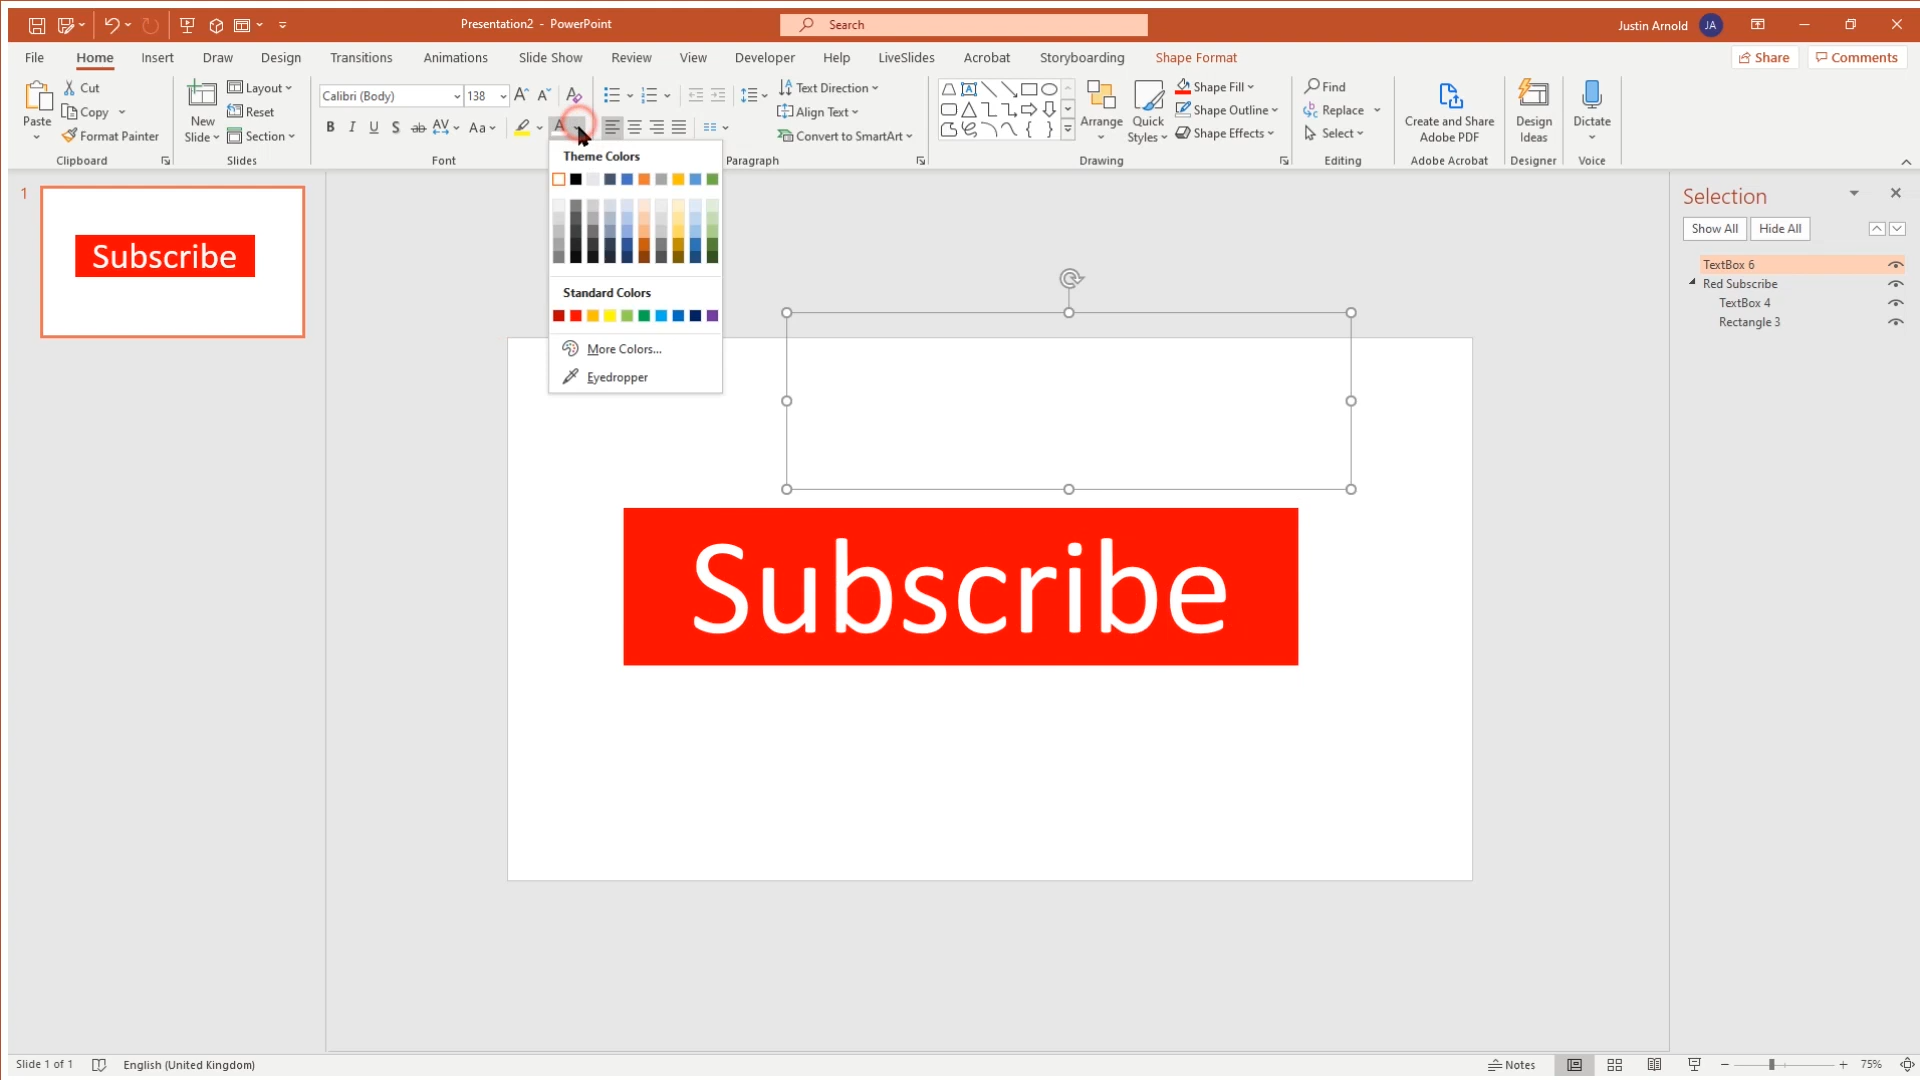 Presentation2 - PowerPoint
Search
Justin Arnold JA
File Home Insert Draw Design Transitions Animations Slide Show Review View Developer Help LiveSlides Acrobat Storyboarding Shape Format
Share Comments
Paste
Cut
Copy
Format Painter
Clipboard
New
Slide
Layout
Reset
Section
Slides
Calibri (Body) 138
B I U S ab AV Aa A
Font
Text Direction
Align Text
Convert to SmartArt
Paragraph
Arrange
Quick
Styles
Shape Fill
Shape Outline
Shape Effects
Drawing
Find
Replace
Select
Editing
Create and Share
Adobe PDF
Adobe Acrobat
Design
Ideas
Designer
Dictate
Voice
Theme Colors
Standard Colors
More Colors...
Eyedropper
1
Subscribe
Subscribe
Selection
Show All Hide All
TextBox 6
Red Subscribe
TextBox 4
Rectangle 3
Slide 1 of 1 English (United Kingdom)
Notes
75%